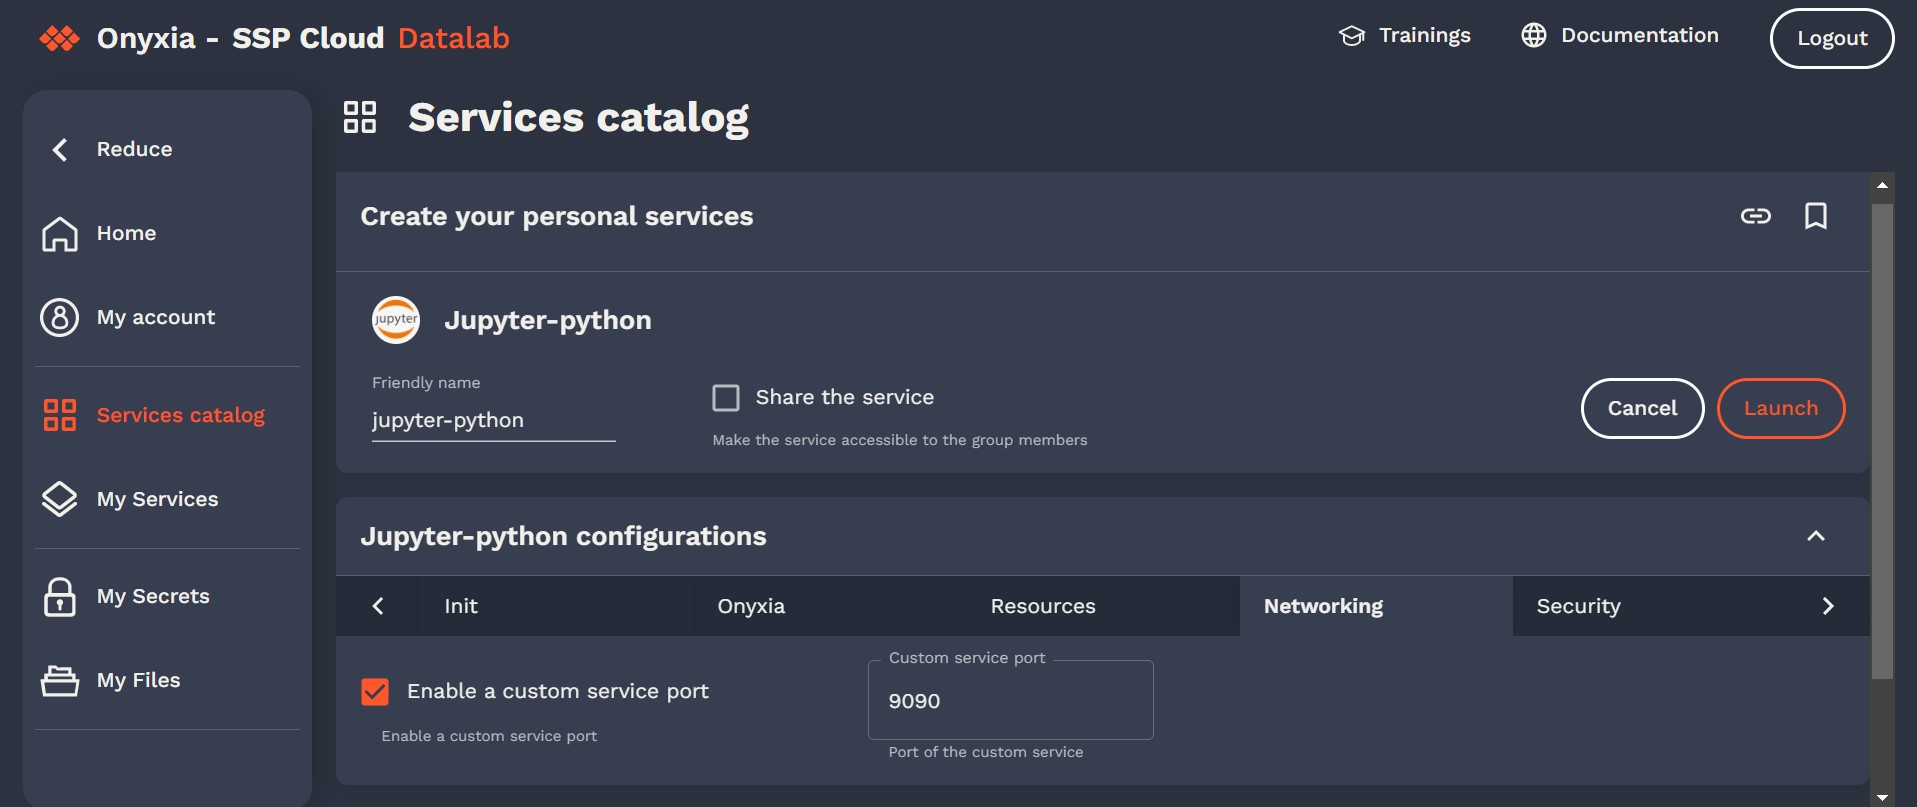 Onyxia - SSP Cloud Datalab
Trainings
Documentation
Logout
Reduce
Home
My account
Services catalog
My Services
My Secrets
My Files
Services catalog
Create your personal services
jupyter
Jupyter-python
Friendly name
jupyter-python
Share the service
Make the service accessible to the group members
Cancel
Launch
Jupyter-python configurations
Init
Onyxia
Resources
Networking
Security
Enable a custom service port
Enable a custom service port
Custom service port
9090
Port of the custom service